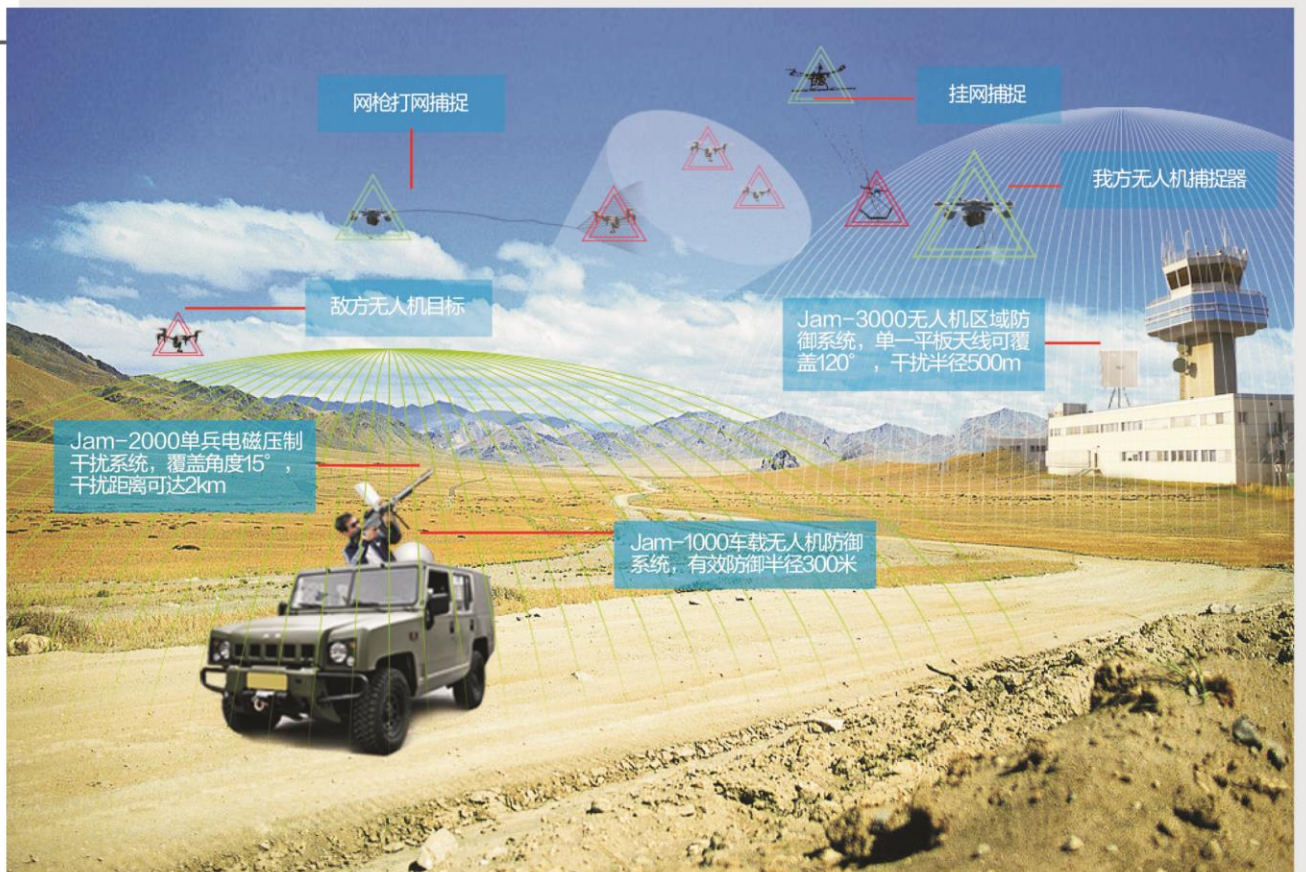 网枪打网捕捉
挂网捕捉
我方无人机捕捉器
敌方无人机目标
Jam-3000无人机区域防
御系统，单一平板天线可覆
盖120°，干扰半径500m
Jam-2000单兵电磁压制
干扰系统，覆盖角度15°，
干扰距离可达2km
Jam-1000车载无人机防御
系统，有效防御半径300米